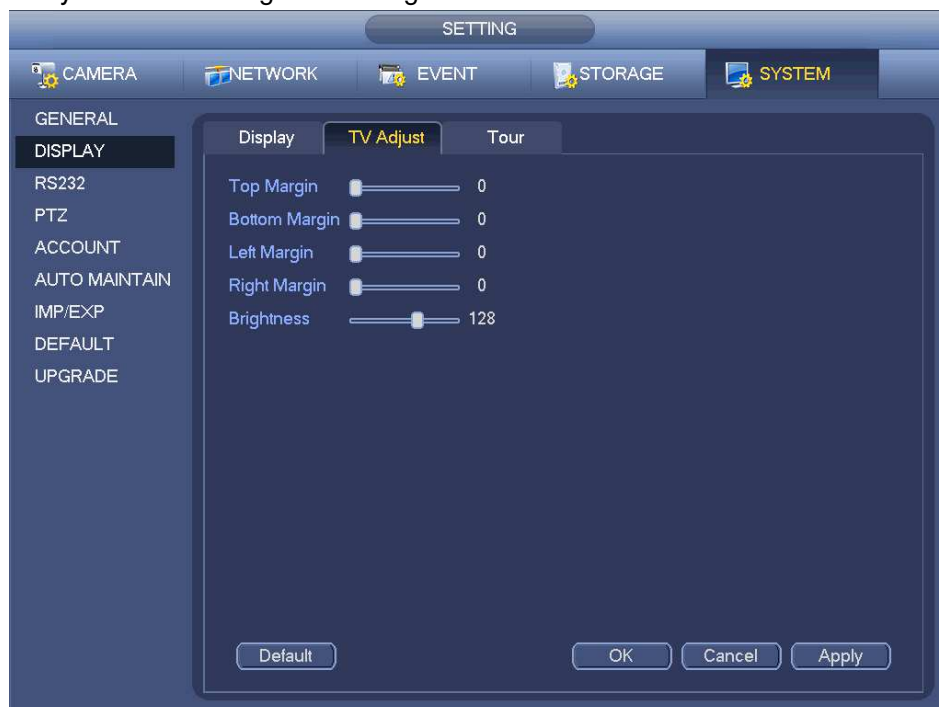 SETTING
CAMERA NETWORK EVENT STORAGE SYSTEM
GENERAL
DISPLAY
RS232
PTZ
ACCOUNT
AUTO MAINTAIN
IMP/EXP
DEFAULT
UPGRADE
Display TV Adjust Tour
Top Margin 0
Bottom Margin 0
Left Margin 0
Right Margin 0
Brightness 128
Default OK Cancel Apply